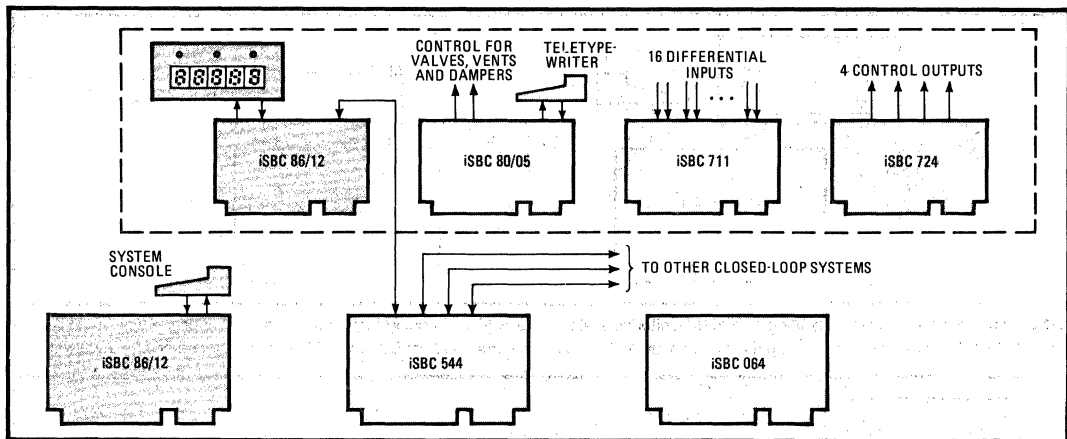 CONTROL FOR
VALVES, VENTS
AND DAMPERS
TELETYPE-
WRITER
16 DIFFERENTIAL
INPUTS
4 CONTROL OUTPUTS
88888
iSBC 86/12
iSBC 80/05
iSBC 711
iSBC 724
SYSTEM
CONSOLE
TO OTHER CLOSED-LOOP SYSTEMS
iSBC 86/12
iSBC 544
iSBC 064